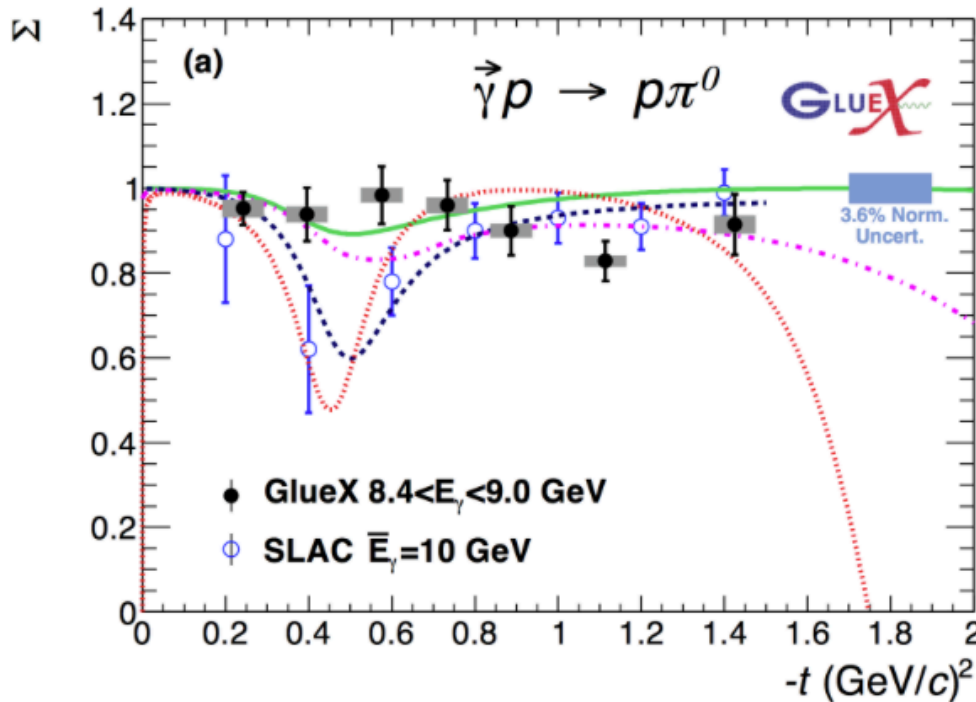 Σ
1.4
1.2
1
0.8
0.6
0.4
0.2
0
(a)
γ⃗p → pπ⁰
GLUEX
3.6% Norm.
Uncert.
GlueX 8.4<Eγ<9.0 GeV
SLAC E̅γ=10 GeV
0 0.2 0.4 0.6 0.8 1 1.2 1.4 1.6 1.8 2
-t (GeV/c)²